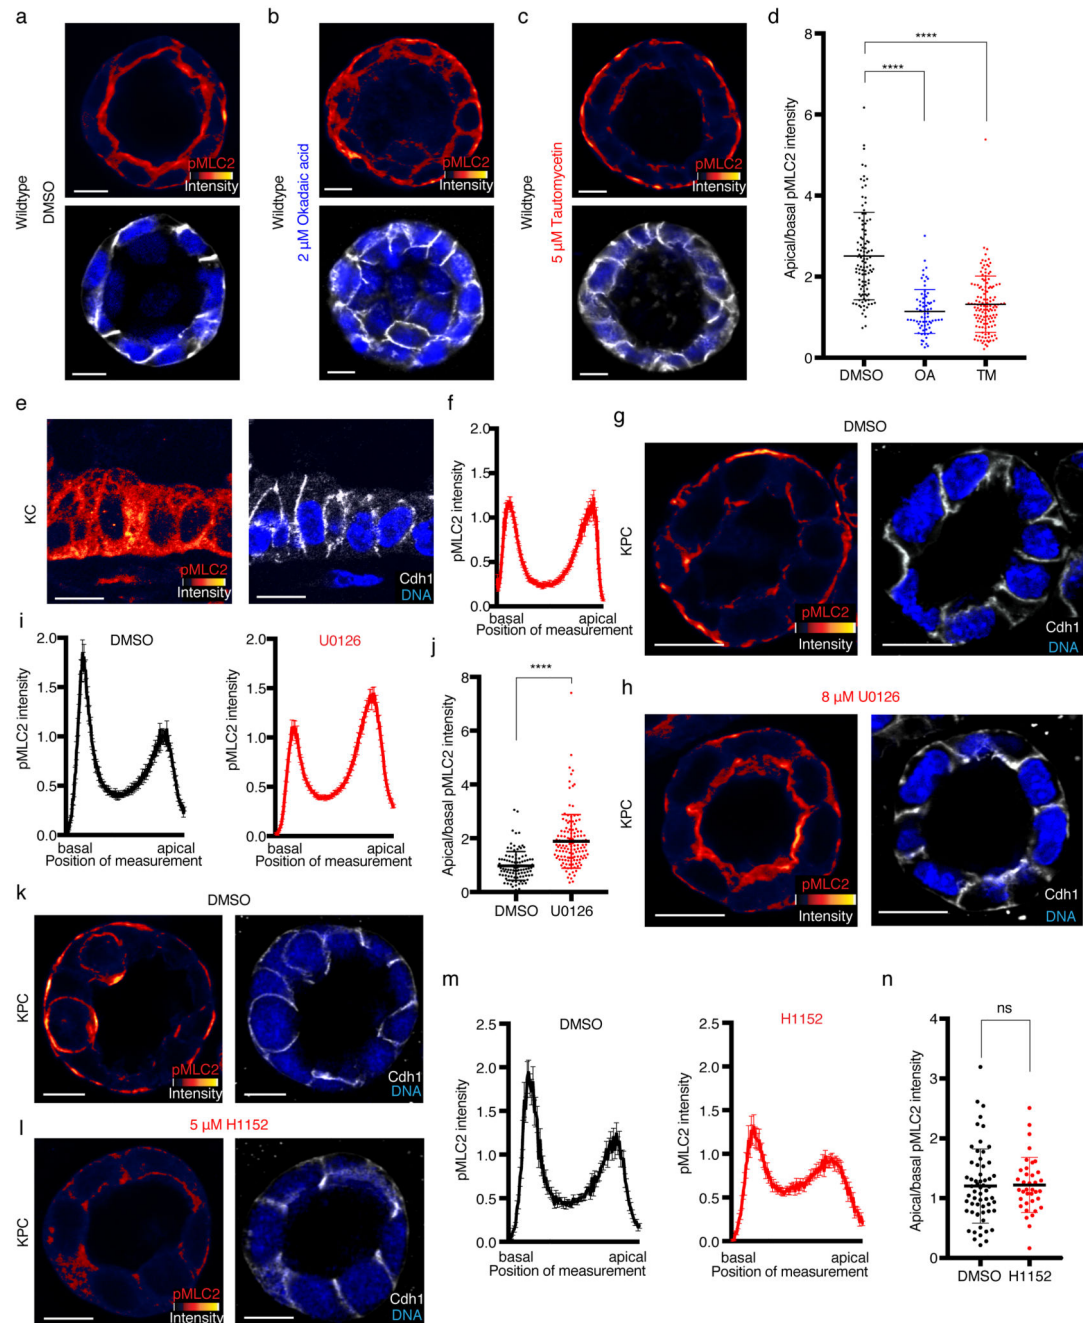 a
Wildtype
DMSO
pMLC2
Intensity
b
Wildtype
2 µM Okadaic acid
pMLC2
Intensity
c
Wildtype
5 µM Tautomycetin
pMLC2
Intensity
d
Apical/basal pMLC2 intensity
8
6
4
2
0
****
****
DMSO
OA
TM
e
KC
pMLC2
Intensity
Cdh1
DNA
f
pMLC2 intensity
2.0
1.5
1.0
0.5
0.0
basal
apical
Position of measurement
g
DMSO
KPC
pMLC2
Intensity
Cdh1
DNA
h
8 µM U0126
KPC
pMLC2
Intensity
Cdh1
DNA
i
DMSO
pMLC2 intensity
2.0
1.5
1.0
0.5
0.0
basal
apical
Position of measurement
U0126
pMLC2 intensity
2.0
1.5
1.0
0.5
0.0
basal
apical
Position of measurement
j
Apical/basal pMLC2 intensity
8
6
4
2
0
****
DMSO
U0126
k
DMSO
KPC
pMLC2
Intensity
Cdh1
DNA
l
5 µM H1152
KPC
pMLC2
Intensity
Cdh1
DNA
m
DMSO
pMLC2 intensity
2.5
2.0
1.5
1.0
0.5
0.0
basal
apical
Position of measurement
H1152
pMLC2 intensity
2.5
2.0
1.5
1.0
0.5
0.0
basal
apical
Position of measurement
n
Apical/basal pMLC2 intensity
4
3
2
1
0
ns
DMSO
H1152